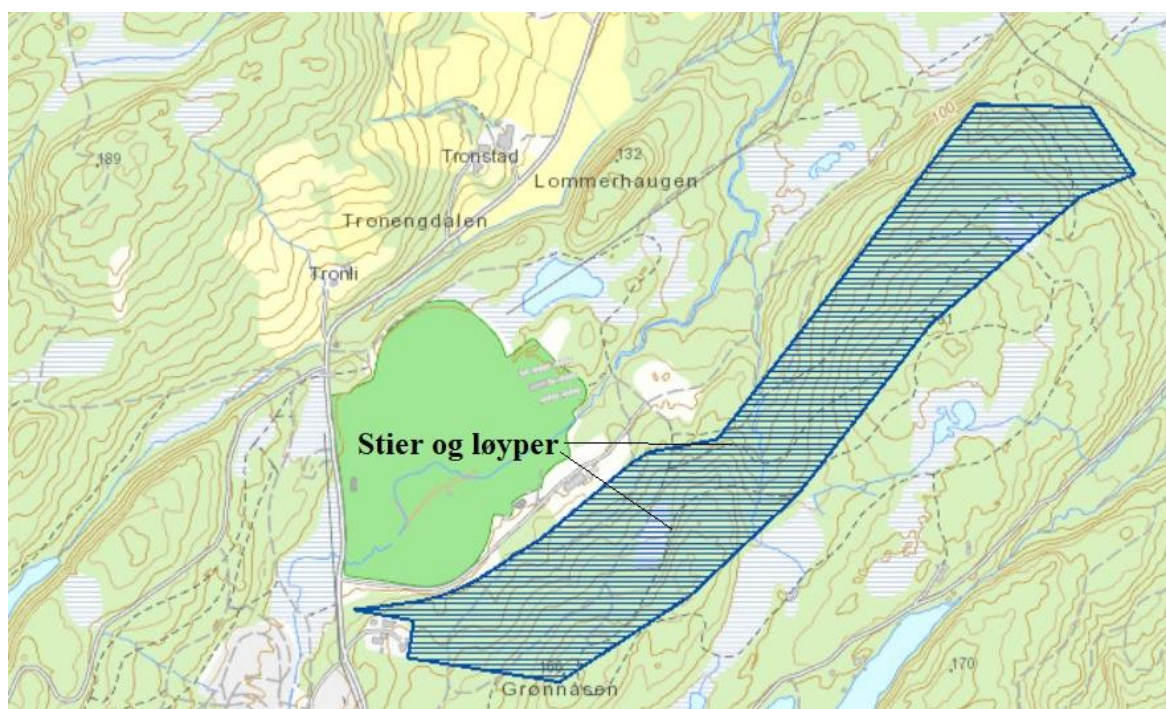 100
189
132
Tronstad
Lommerhaugen
Tronengdalen
Tronli
Stier og løyper
170
Grønnåsen